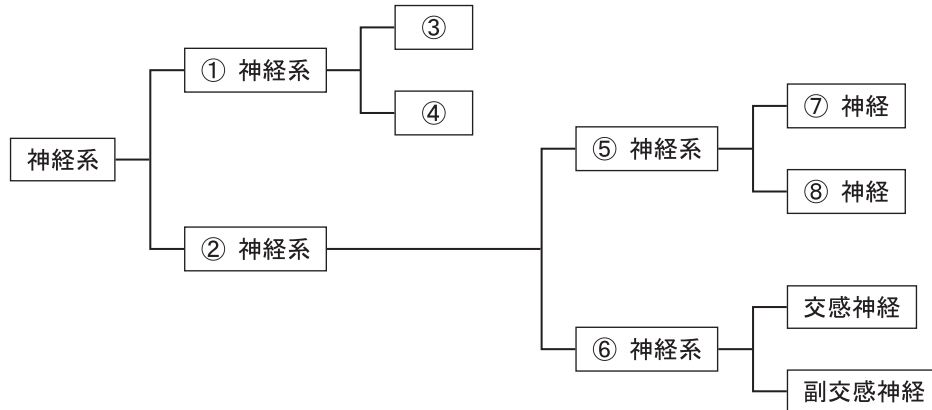 神経系
① 神経系
② 神経系
③
④
⑤ 神経系
⑥ 神経系
⑦ 神経
⑧ 神経
交感神経
副交感神経